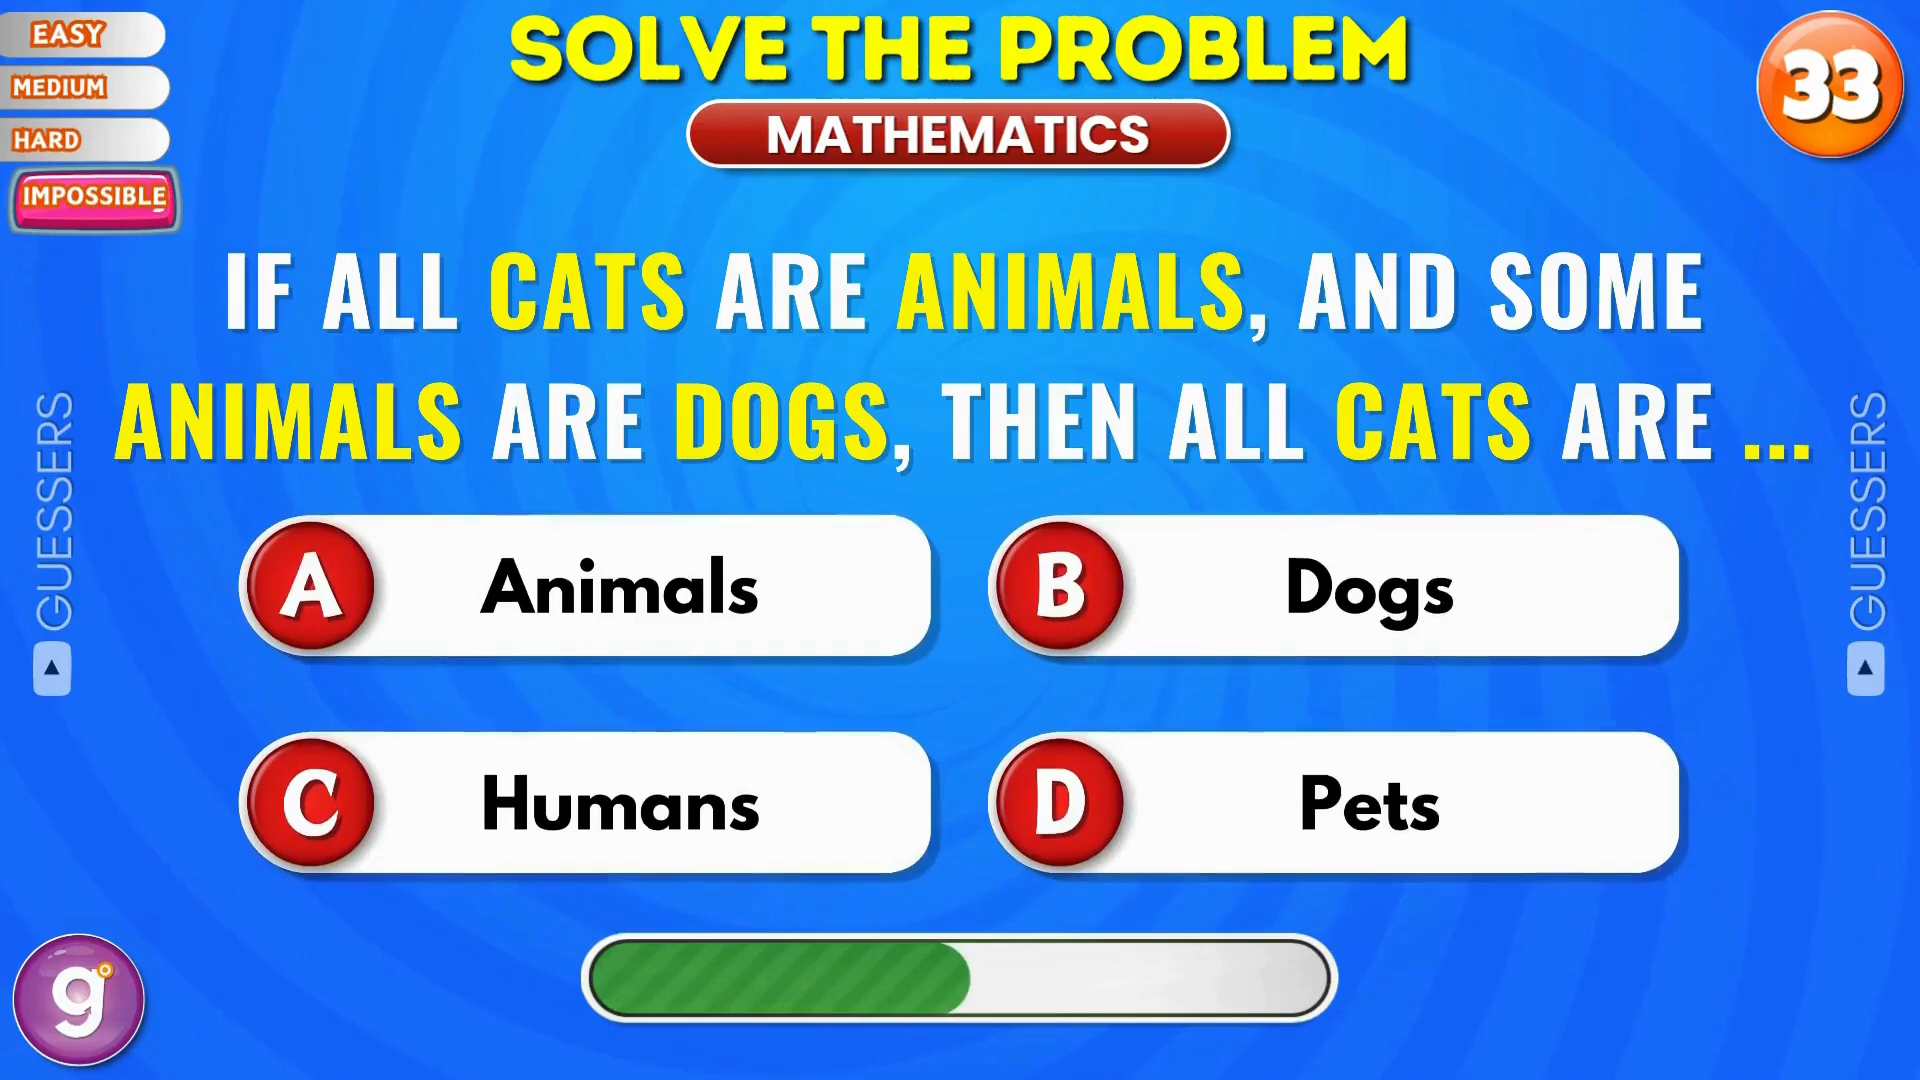 EASY
MEDIUM
HARD
IMPOSSIBLE
SOLVE THE PROBLEM
MATHEMATICS
33
IF ALL CATS ARE ANIMALS, AND SOME
ANIMALS ARE DOGS, THEN ALL CATS ARE ...
A Animals
B Dogs
C Humans
D Pets
GUESSERS
GUESSERS
g